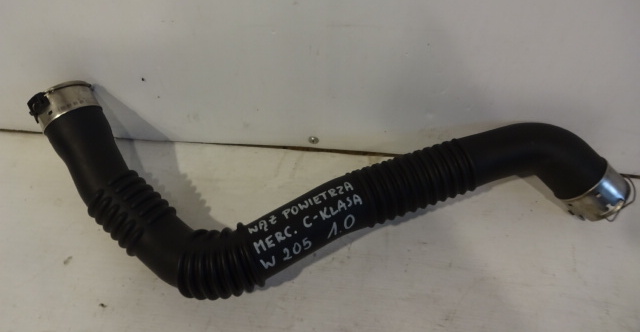 WĄŻ POWIETRZA
MERC. C-KLASA
W 205 1.0